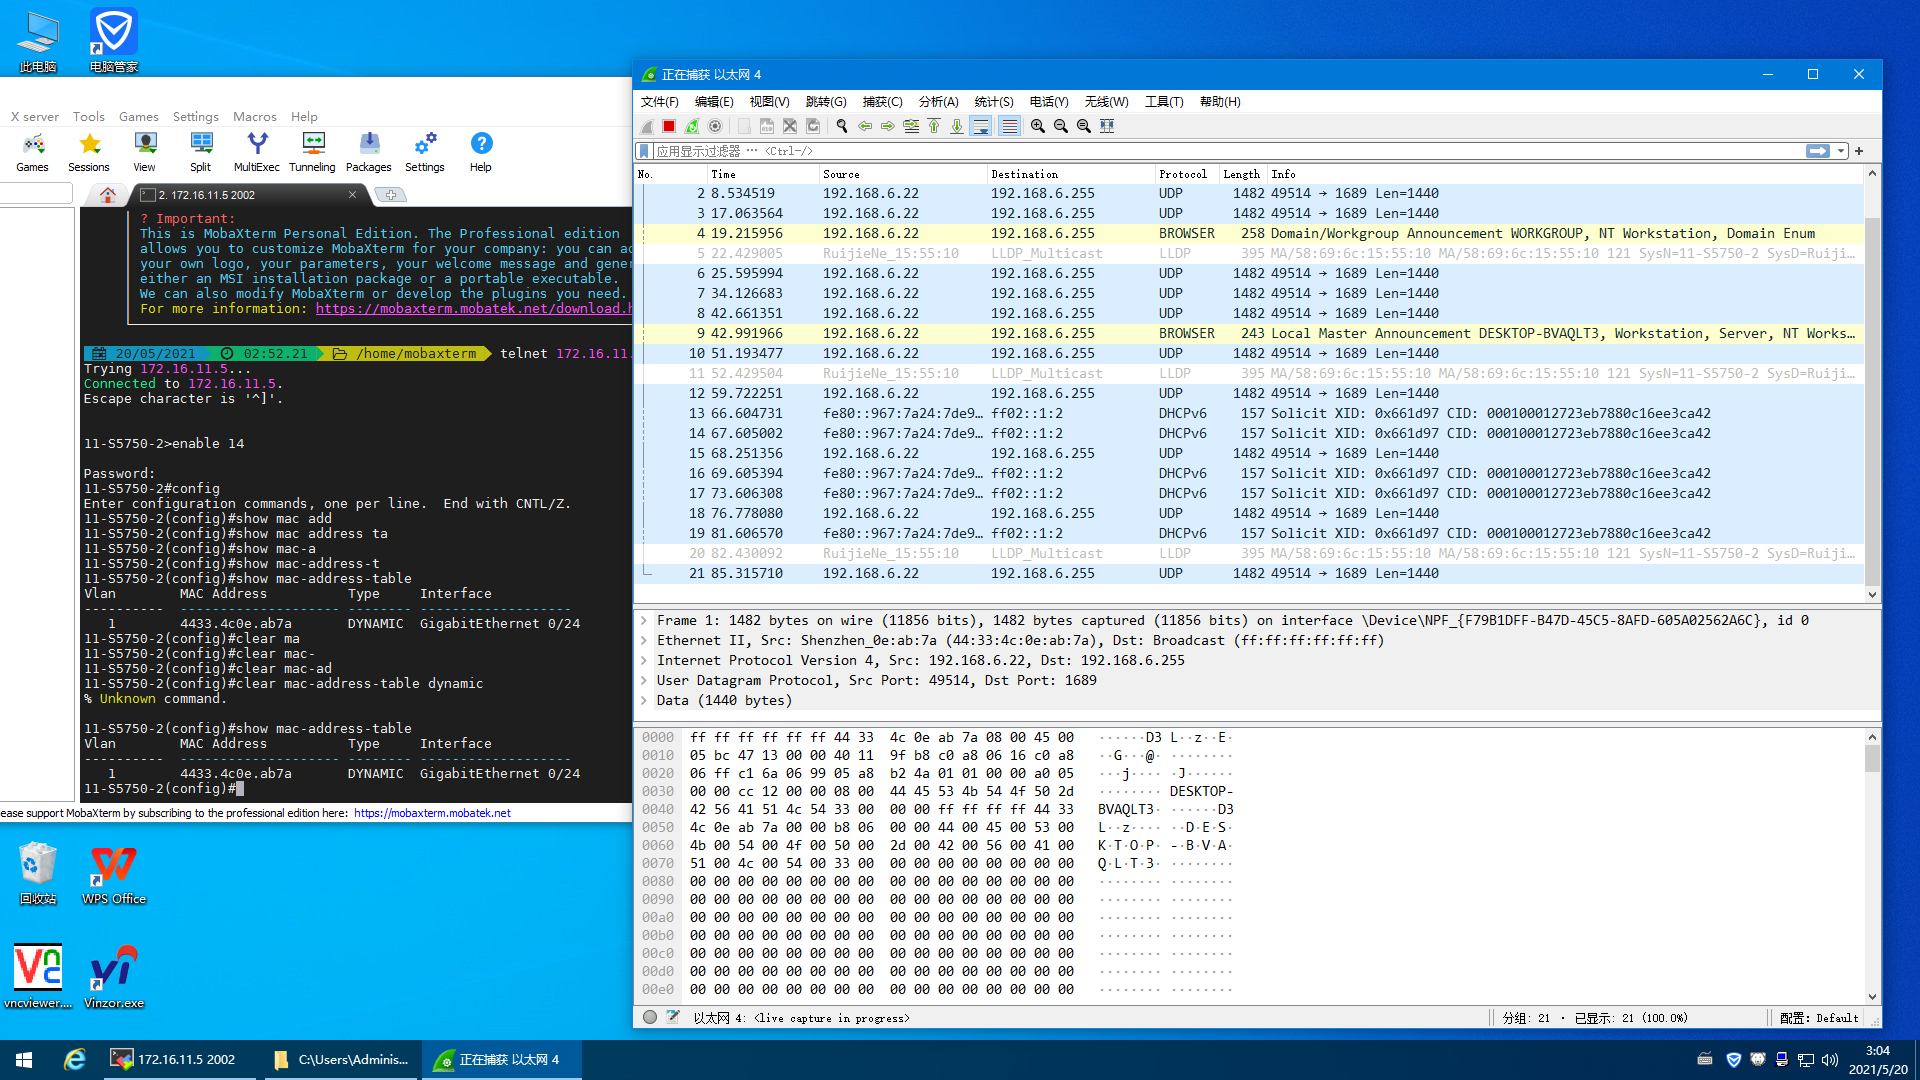 此电脑
电脑管家
X server Tools Games Settings Macros Help
Games Sessions View Split MultiExec Tunneling Packages Settings Help
2. 172.16.11.5 2002
? Important:
This is MobaXterm Personal Edition. The Professional edition
allows you to customize MobaXterm for your company: you can ad
your own logo, your parameters, your welcome message and gener
either an MSI installation package or a portable executable.
We can also modify MobaXterm or develop the plugins you need.
For more information: https://mobaxterm.mobatek.net/download.h
20/05/2021 02:52.21 /home/mobaxterm telnet 172.16.11.
Trying 172.16.11.5...
Connected to 172.16.11.5.
Escape character is '^]'.
11-S5750-2>enable 14
Password:
11-S5750-2#config
Enter configuration commands, one per line.  End with CNTL/Z.
11-S5750-2(config)#show mac add
11-S5750-2(config)#show mac address ta
11-S5750-2(config)#show mac-a
11-S5750-2(config)#show mac-address-t
11-S5750-2(config)#show mac-address-table
Vlan MAC Address Type Interface
---------- -------------------- -------- -------------------
1 4433.4c0e.ab7a DYNAMIC GigabitEthernet 0/24
11-S5750-2(config)#clear ma
11-S5750-2(config)#clear mac-
11-S5750-2(config)#clear mac-ad
11-S5750-2(config)#clear mac-address-table dynamic
% Unknown command.
11-S5750-2(config)#show mac-address-table
Vlan MAC Address Type Interface
---------- -------------------- -------- -------------------
1 4433.4c0e.ab7a DYNAMIC GigabitEthernet 0/24
11-S5750-2(config)#
ease support MobaXterm by subscribing to the professional edition here: https://mobaxterm.mobatek.net
回收站
WPS Office
vncviewer....
Vinzor.exe
正在捕获 以太网 4
文件(F) 编辑(E) 视图(V) 跳转(G) 捕获(C) 分析(A) 统计(S) 电话(Y) 无线(W) 工具(T) 帮助(H)
应用显示过滤器 … <Ctrl-/>
No. Time Source Destination Protocol Length Info
2 8.534519 192.168.6.22 192.168.6.255 UDP 1482 49514 → 1689 Len=1440
3 17.063564 192.168.6.22 192.168.6.255 UDP 1482 49514 → 1689 Len=1440
4 19.215956 192.168.6.22 192.168.6.255 BROWSER 258 Domain/Workgroup Announcement WORKGROUP, NT Workstation, Domain Enum
5 22.429005 RuijieNe_15:55:10 LLDP_Multicast LLDP 395 MA/58:69:6c:15:55:10 MA/58:69:6c:15:55:10 121 SysN=11-S5750-2 SysD=Ruiji…
6 25.595994 192.168.6.22 192.168.6.255 UDP 1482 49514 → 1689 Len=1440
7 34.126683 192.168.6.22 192.168.6.255 UDP 1482 49514 → 1689 Len=1440
8 42.661351 192.168.6.22 192.168.6.255 UDP 1482 49514 → 1689 Len=1440
9 42.991966 192.168.6.22 192.168.6.255 BROWSER 243 Local Master Announcement DESKTOP-BVAQLT3, Workstation, Server, NT Works…
10 51.193477 192.168.6.22 192.168.6.255 UDP 1482 49514 → 1689 Len=1440
11 52.429504 RuijieNe_15:55:10 LLDP_Multicast LLDP 395 MA/58:69:6c:15:55:10 MA/58:69:6c:15:55:10 121 SysN=11-S5750-2 SysD=Ruiji…
12 59.722251 192.168.6.22 192.168.6.255 UDP 1482 49514 → 1689 Len=1440
13 66.604731 fe80::967:7a24:7de9… ff02::1:2 DHCPv6 157 Solicit XID: 0x661d97 CID: 000100012723eb7880c16ee3ca42
14 67.605002 fe80::967:7a24:7de9… ff02::1:2 DHCPv6 157 Solicit XID: 0x661d97 CID: 000100012723eb7880c16ee3ca42
15 68.251356 192.168.6.22 192.168.6.255 UDP 1482 49514 → 1689 Len=1440
16 69.605394 fe80::967:7a24:7de9… ff02::1:2 DHCPv6 157 Solicit XID: 0x661d97 CID: 000100012723eb7880c16ee3ca42
17 73.606308 fe80::967:7a24:7de9… ff02::1:2 DHCPv6 157 Solicit XID: 0x661d97 CID: 000100012723eb7880c16ee3ca42
18 76.778080 192.168.6.22 192.168.6.255 UDP 1482 49514 → 1689 Len=1440
19 81.606570 fe80::967:7a24:7de9… ff02::1:2 DHCPv6 157 Solicit XID: 0x661d97 CID: 000100012723eb7880c16ee3ca42
20 82.430092 RuijieNe_15:55:10 LLDP_Multicast LLDP 395 MA/58:69:6c:15:55:10 MA/58:69:6c:15:55:10 121 SysN=11-S5750-2 SysD=Ruiji…
21 85.315710 192.168.6.22 192.168.6.255 UDP 1482 49514 → 1689 Len=1440
Frame 1: 1482 bytes on wire (11856 bits), 1482 bytes captured (11856 bits) on interface \Device\NPF_{F79B1DFF-B47D-45C5-8AFD-605A02562A6C}, id 0
Ethernet II, Src: Shenzhen_0e:ab:7a (44:33:4c:0e:ab:7a), Dst: Broadcast (ff:ff:ff:ff:ff:ff)
Internet Protocol Version 4, Src: 192.168.6.22, Dst: 192.168.6.255
User Datagram Protocol, Src Port: 49514, Dst Port: 1689
Data (1440 bytes)
0000 ff ff ff ff ff ff 44 33 4c 0e ab 7a 08 00 45 00 ······D3 L··z··E·
0010 05 bc 47 13 00 00 40 11 9f b8 c0 a8 06 16 c0 a8 ··G···@· ········
0020 06 ff c1 6a 06 99 05 a8 b2 4a 01 01 00 00 a0 05 ···j···· ·J······
0030 00 00 cc 12 00 00 08 00 44 45 53 4b 54 4f 50 2d ········ DESKTOP-
0040 42 56 41 51 4c 54 33 00 00 00 ff ff ff ff 44 33 BVAQLT3· ······D3
0050 4c 0e ab 7a 00 00 b8 06 00 00 44 00 45 00 53 00 L··z···· ··D·E·S·
0060 4b 00 54 00 4f 00 50 00 2d 00 42 00 56 00 41 00 K·T·O·P· -·B·V·A·
0070 51 00 4c 00 54 00 33 00 00 00 00 00 00 00 00 00 Q·L·T·3· ········
0080 00 00 00 00 00 00 00 00 00 00 00 00 00 00 00 00 ········ ········
0090 00 00 00 00 00 00 00 00 00 00 00 00 00 00 00 00 ········ ········
00a0 00 00 00 00 00 00 00 00 00 00 00 00 00 00 00 00 ········ ········
00b0 00 00 00 00 00 00 00 00 00 00 00 00 00 00 00 00 ········ ········
00c0 00 00 00 00 00 00 00 00 00 00 00 00 00 00 00 00 ········ ········
00d0 00 00 00 00 00 00 00 00 00 00 00 00 00 00 00 00 ········ ········
00e0 00 00 00 00 00 00 00 00 00 00 00 00 00 00 00 00 ········ ········
以太网 4: <live capture in progress>
分组: 21 · 已显示: 21 (100.0%)
配置: Default
172.16.11.5 2002
C:\Users\Adminis...
正在捕获 以太网 4
3:04
2021/5/20